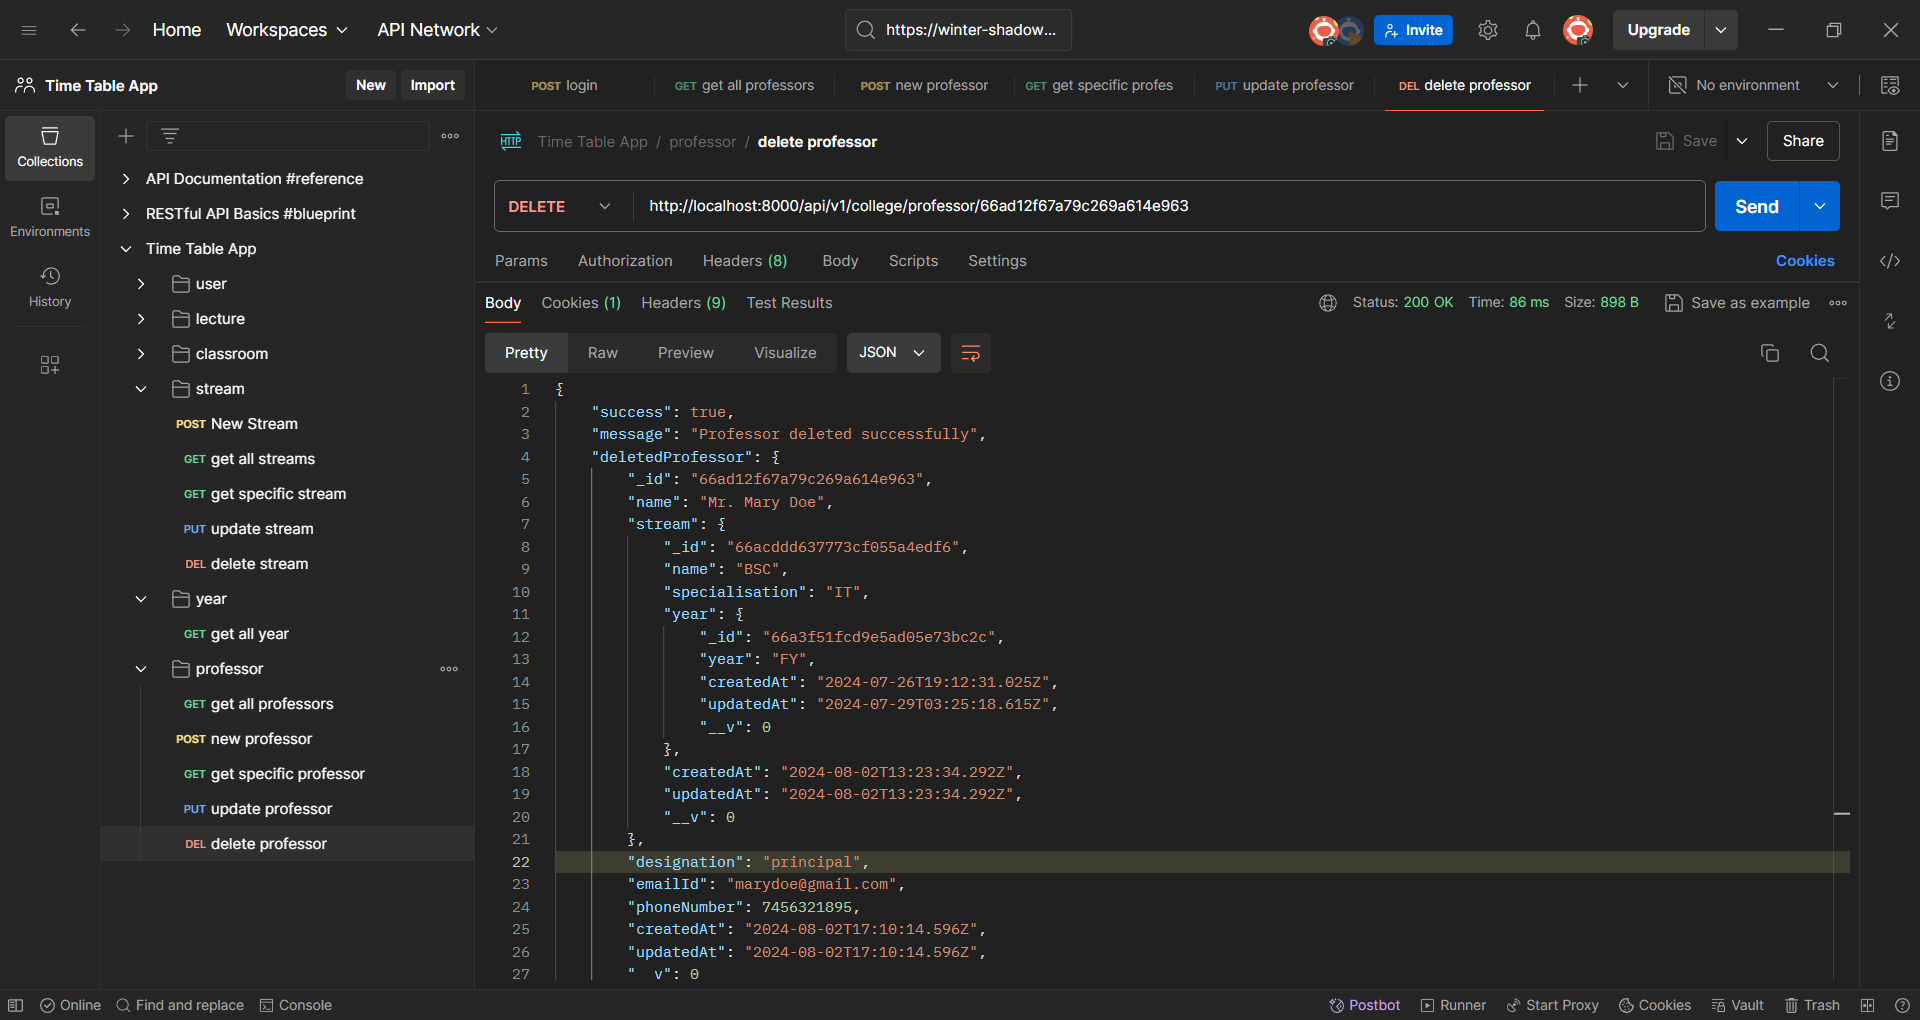 Home Workspaces API Network https://winter-shadow... Invite Upgrade
Time Table App New Import
POST login GET get all professors POST new professor GET get specific profes PUT update professor DEL delete professor No environment
Collections
Environments
History
API Documentation #reference
RESTful API Basics #blueprint
Time Table App
user
lecture
classroom
stream
POST New Stream
GET get all streams
GET get specific stream
PUT update stream
DEL delete stream
year
GET get all year
professor
GET get all professors
POST new professor
GET get specific professor
PUT update professor
DEL delete professor
HTTP Time Table App / professor / delete professor Save Share
DELETE http://localhost:8000/api/v1/college/professor/66ad12f67a79c269a614e963 Send
Params Authorization Headers (8) Body Scripts Settings Cookies
Body Cookies (1) Headers (9) Test Results Status: 200 OK Time: 86 ms Size: 898 B Save as example
Pretty Raw Preview Visualize JSON
1 {
2 "success": true,
3 "message": "Professor deleted successfully",
4 "deletedProfessor": {
5 "_id": "66ad12f67a79c269a614e963",
6 "name": "Mr. Mary Doe",
7 "stream": {
8 "_id": "66acddd637773cf055a4edf6",
9 "name": "BSC",
10 "specialisation": "IT",
11 "year": {
12 "_id": "66a3f51fcd9e5ad05e73bc2c",
13 "year": "FY",
14 "createdAt": "2024-07-26T19:12:31.025Z",
15 "updatedAt": "2024-07-29T03:25:18.615Z",
16 "__v": 0
17 },
18 "createdAt": "2024-08-02T13:23:34.292Z",
19 "updatedAt": "2024-08-02T13:23:34.292Z",
20 "__v": 0
21 },
22 "designation": "principal",
23 "emailId": "marydoe@gmail.com",
24 "phoneNumber": 7456321895,
25 "createdAt": "2024-08-02T17:10:14.596Z",
26 "updatedAt": "2024-08-02T17:10:14.596Z",
27 "__v": 0
Online Find and replace Console Postbot Runner Start Proxy Cookies Vault Trash